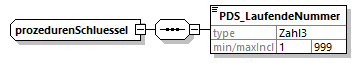 prozedurenSchluessel
PDS_LaufendeNummer
type Zahl3
min/maxIncl 1 999